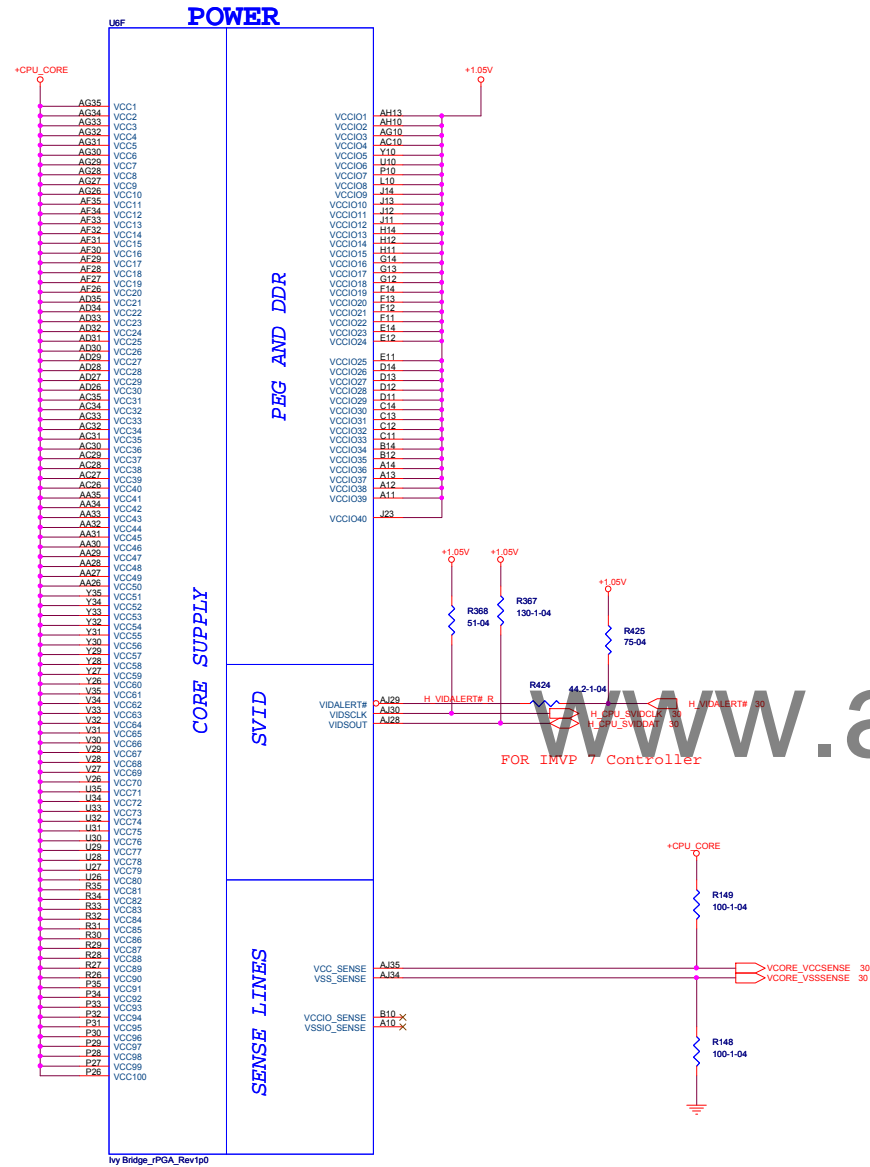 POWER
U6F
+CPU_CORE
AG35 VCC1
AG34 VCC2
AG33 VCC3
AG32 VCC4
AG31 VCC5
AG30 VCC6
AG29 VCC7
AG28 VCC8
AG27 VCC9
AG26 VCC10
AF35 VCC11
AF34 VCC12
AF33 VCC13
AF32 VCC14
AF31 VCC15
AF30 VCC16
AF29 VCC17
AF28 VCC18
AF27 VCC19
AF26 VCC20
AD35 VCC21
AD34 VCC22
AD33 VCC23
AD32 VCC24
AD31 VCC25
AD30 VCC26
AD29 VCC27
AD28 VCC28
AD27 VCC29
AD26 VCC30
AC35 VCC31
AC34 VCC32
AC33 VCC33
AC32 VCC34
AC31 VCC35
AC30 VCC36
AC29 VCC37
AC28 VCC38
AC27 VCC39
AC26 VCC40
AA35 VCC41
AA34 VCC42
AA33 VCC43
AA32 VCC44
AA31 VCC45
AA30 VCC46
AA29 VCC47
AA28 VCC48
AA27 VCC49
AA26 VCC50
Y35 VCC51
Y34 VCC52
Y33 VCC53
Y32 VCC54
Y31 VCC55
Y30 VCC56
Y29 VCC57
Y28 VCC58
Y27 VCC59
Y26 VCC60
V35 VCC61
V34 VCC62
V33 VCC63
V32 VCC64
V31 VCC65
V30 VCC66
V29 VCC67
V28 VCC68
V27 VCC69
V26 VCC70
U35 VCC71
U34 VCC72
U33 VCC73
U32 VCC74
U31 VCC75
U30 VCC76
U29 VCC77
U28 VCC78
U27 VCC79
U26 VCC80
R35 VCC81
R34 VCC82
R33 VCC83
R32 VCC84
R31 VCC85
R30 VCC86
R29 VCC87
R28 VCC88
R27 VCC89
R26 VCC90
P35 VCC91
P34 VCC92
P33 VCC93
P32 VCC94
P31 VCC95
P30 VCC96
P29 VCC97
P28 VCC98
P27 VCC99
P26 VCC100
CORE SUPPLY
PEG AND DDR
+1.05V
VCCIO1 AH13
VCCIO2 AH10
VCCIO3 AG10
VCCIO4 AC10
VCCIO5 Y10
VCCIO6 U10
VCCIO7 P10
VCCIO8 L10
VCCIO9 J14
VCCIO10 J13
VCCIO11 J12
VCCIO12 J11
VCCIO13 H14
VCCIO14 H12
VCCIO15 H11
VCCIO16 G14
VCCIO17 G13
VCCIO18 G12
VCCIO19 F14
VCCIO20 F13
VCCIO21 F12
VCCIO22 F11
VCCIO23 E14
VCCIO24 E12
VCCIO25 E11
VCCIO26 D14
VCCIO27 D13
VCCIO28 D12
VCCIO29 D11
VCCIO30 C14
VCCIO31 C13
VCCIO32 C12
VCCIO33 C11
VCCIO34 B14
VCCIO35 B12
VCCIO36 A14
VCCIO37 A13
VCCIO38 A12
VCCIO39 A11
VCCIO40 J23
+1.05V
+1.05V
+1.05V
R368
51-04
R367
130-1-04
R425
75-04
SVID
R424
44.2-1-04
VIDALERT# AJ29 H_VIDALERT#_R H_VIDALERT# 30
VIDSCLK AJ30 H_CPU_SVIDCLK 30
VIDSOUT AJ28 H_CPU_SVIDDAT 30
www.a
FOR IMVP 7 Controller
+CPU_CORE
R149
100-1-04
SENSE LINES
VCC_SENSE AJ35 VCORE_VCCSENSE 30
VSS_SENSE AJ34 VCORE_VSSSENSE 30
VCCIO_SENSE B10
VSSIO_SENSE A10
R148
100-1-04
Ivy Bridge_rPGA_Rev1p0